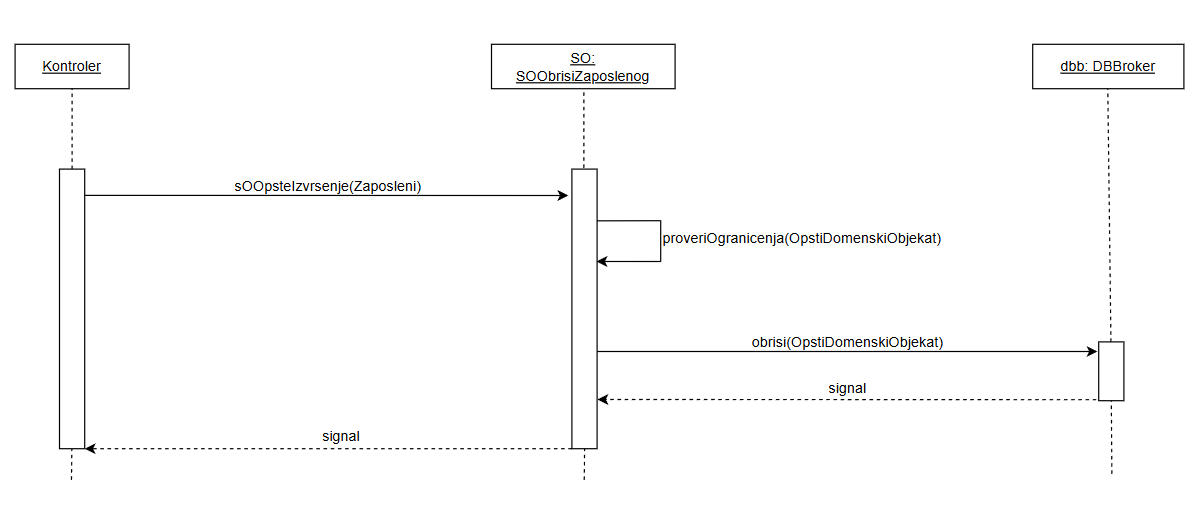 Kontroler
SO:
SOObrisiZaposlenog
dbb: DBBroker
sOOpsteIzvrsenje(Zaposleni)
proveriOgranicenja(OpstiDomenskiObjekat)
obrisi(OpstiDomenskiObjekat)
signal
signal